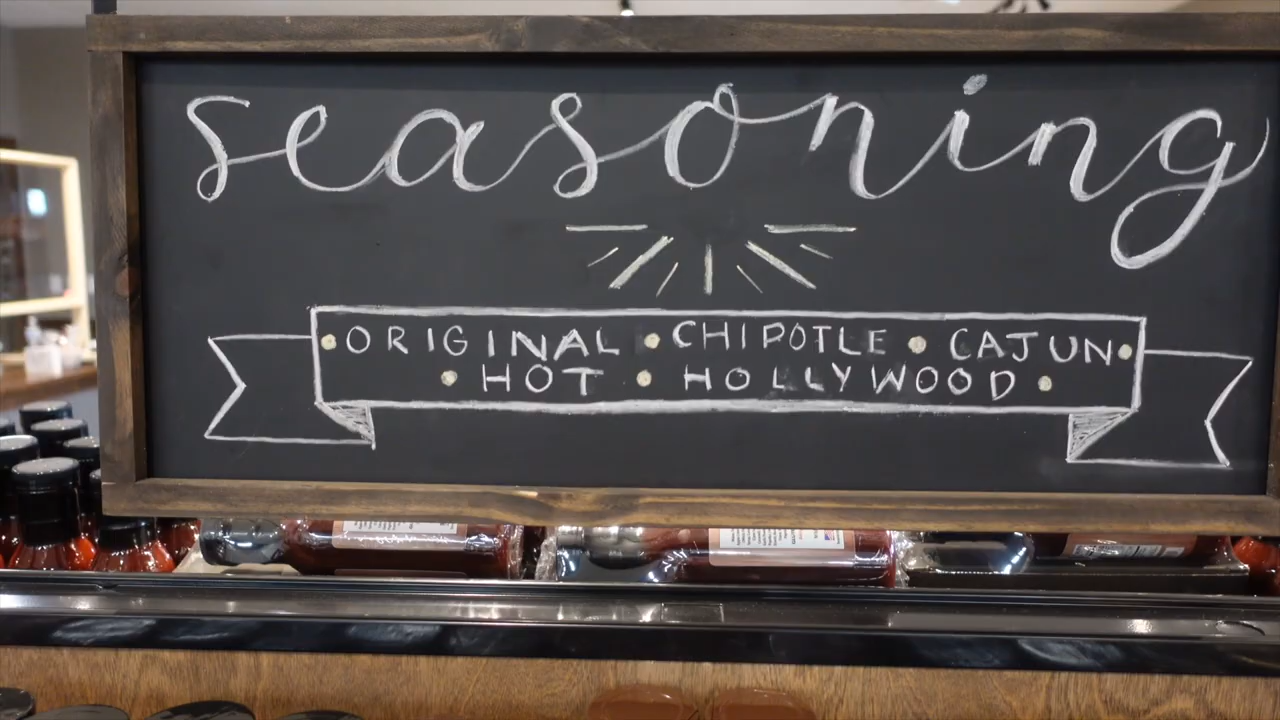 seasoning
• ORIGINAL • CHIPOTLE • CAJUN •
• HOT • HOLLYWOOD •